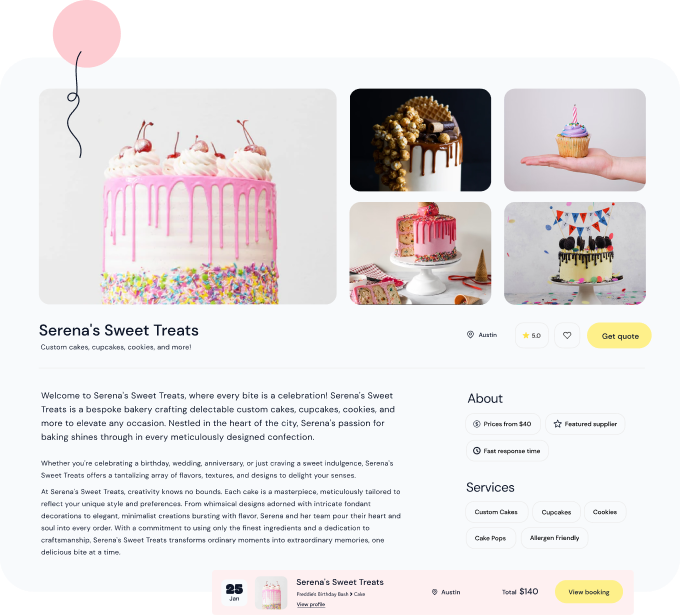 Serena's Sweet Treats
Custom cakes, cupcakes, cookies, and more!
Austin
5.0
Get quote
Welcome to Serena's Sweet Treats, where every bite is a celebration! Serena's Sweet
Treats is a bespoke bakery crafting delectable custom cakes, cupcakes, cookies, and
more to elevate any occasion. Nestled in the heart of the city, Serena's passion for
baking shines through in every meticulously designed confection.
Whether you're celebrating a birthday, wedding, anniversary, or just craving a sweet indulgence, Serena's
Sweet Treats offers a tantalizing array of flavors, textures, and designs to delight your senses.
At Serena's Sweet Treats, creativity knows no bounds. Each cake is a masterpiece, meticulously tailored to
reflect your unique style and preferences. From whimsical designs adorned with intricate fondant
decorations to elegant, minimalist creations bursting with flavor, Serena and her team pour their heart and
soul into every order. With a commitment to using only the finest ingredients and a dedication to
craftsmanship, Serena's Sweet Treats transforms ordinary moments into extraordinary memories, one
delicious bite at a time.
About
Prices from $40
Featured supplier
Fast response time
Services
Custom Cakes
Cupcakes
Cookies
Cake Pops
Allergen Friendly
25
Jan
Serena's Sweet Treats
Freddie's Birthday Bash > Cake
View profile
Austin
Total $140
View booking